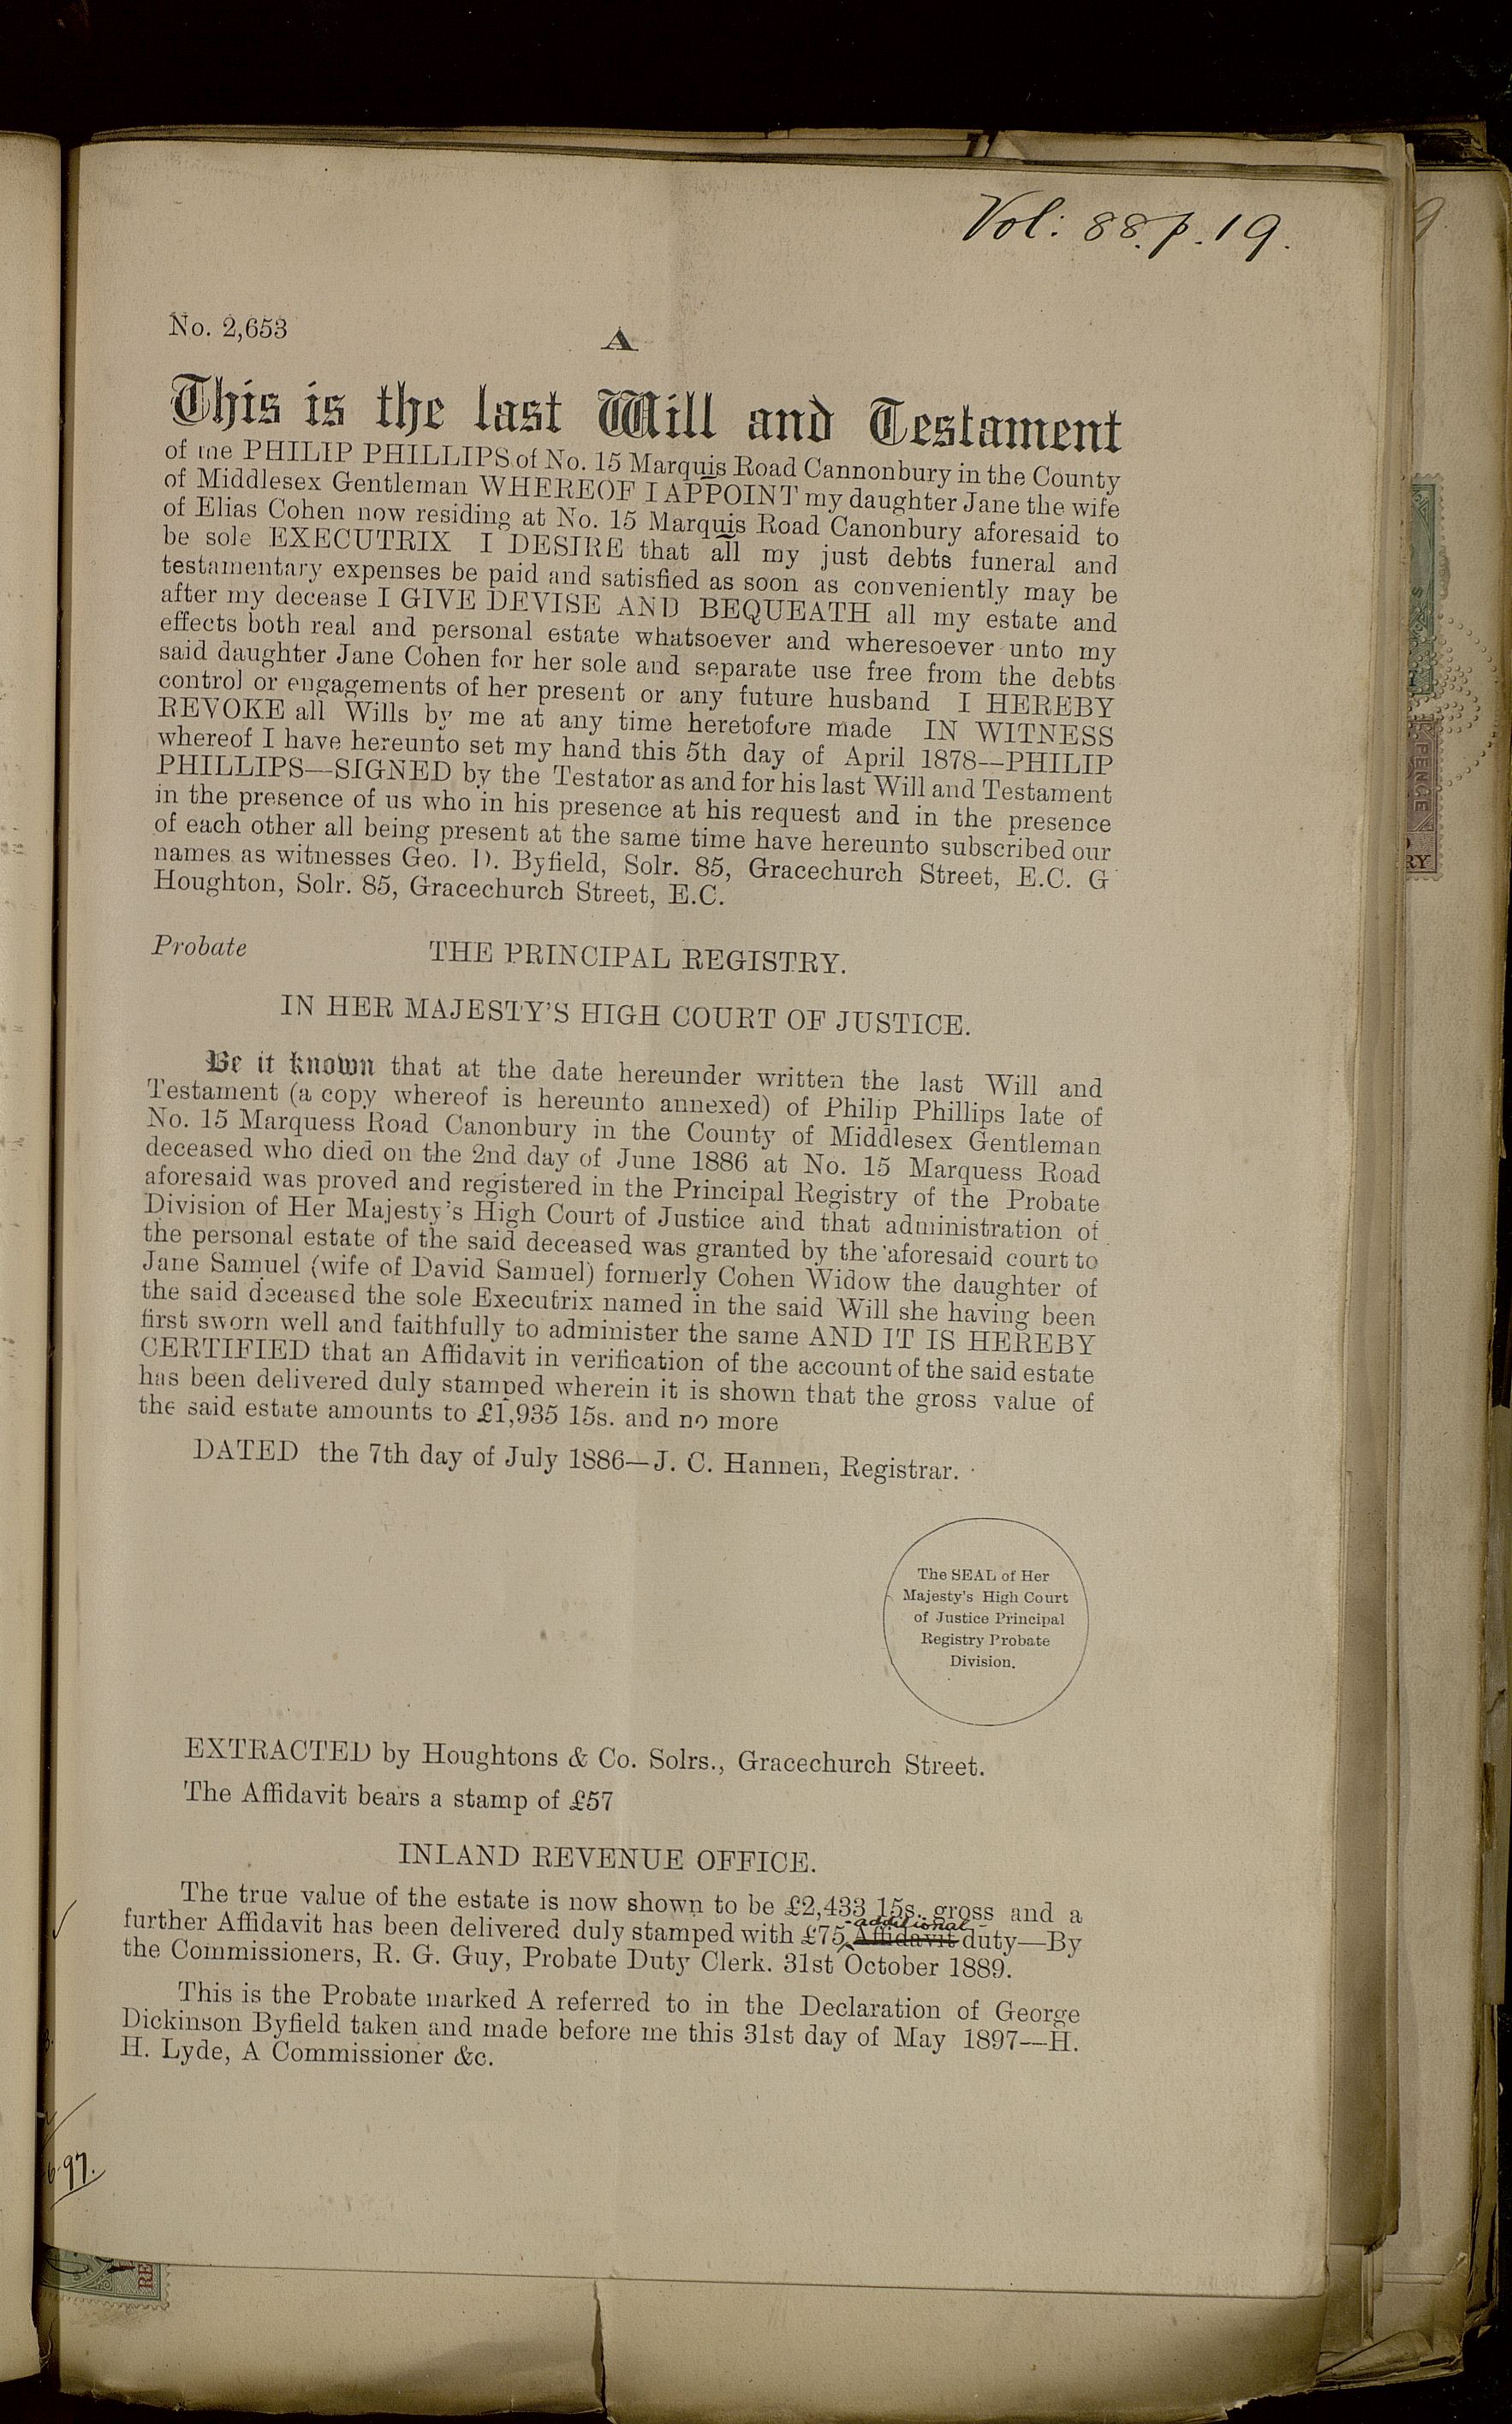 Vol: 88. p. 19.
No. 2,653
A
This is the last Will and Testament
of me PHILIP PHILLIPS of No. 15 Marquis Road Cannonbury in the County
of Middlesex Gentleman WHEREOF I APPOINT my daughter Jane the wife
of Elias Cohen now residing at No. 15 Marquis Road Canonbury aforesaid to
be sole EXECUTRIX I DESIRE that all my just debts funeral and
testamentary expenses be paid and satisfied as soon as conveniently may be
after my decease I GIVE DEVISE AND BEQUEATH all my estate and
effects both real and personal estate whatsoever and wheresoever unto my
said daughter Jane Cohen for her sole and separate use free from the debts
control or engagements of her present or any future husband I HEREBY
REVOKE all Wills by me at any time heretofore made IN WITNESS
whereof I have hereunto set my hand this 5th day of April 1878—PHILIP
PHILLIPS—SIGNED by the Testator as and for his last Will and Testament
in the presence of us who in his presence at his request and in the presence
of each other all being present at the same time have hereunto subscribed our
names as witnesses Geo. D. Byfield, Solr. 85, Gracechurch Street, E.C. G
Houghton, Solr. 85, Gracechurch Street, E.C.
Probate THE PRINCIPAL REGISTRY.
IN HER MAJESTY'S HIGH COURT OF JUSTICE.
Be it known that at the date hereunder written the last Will and
Testament (a copy whereof is hereunto annexed) of Philip Phillips late of
No. 15 Marquess Road Canonbury in the County of Middlesex Gentleman
deceased who died on the 2nd day of June 1886 at No. 15 Marquess Road
aforesaid was proved and registered in the Principal Registry of the Probate
Division of Her Majesty's High Court of Justice and that administration of
the personal estate of the said deceased was granted by the aforesaid court to
Jane Samuel (wife of David Samuel) formerly Cohen Widow the daughter of
the said deceased the sole Executrix named in the said Will she having been
first sworn well and faithfully to administer the same AND IT IS HEREBY
CERTIFIED that an Affidavit in verification of the account of the said estate
has been delivered duly stamped wherein it is shown that the gross value of
the said estate amounts to £1,935 15s. and no more
DATED the 7th day of July 1886—J. C. Hannen, Registrar.
The SEAL of Her
Majesty's High Court
of Justice Principal
Registry Probate
Division.
EXTRACTED by Houghtons & Co. Solrs., Gracechurch Street.
The Affidavit bears a stamp of £57
INLAND REVENUE OFFICE.
The true value of the estate is now shown to be £2,433 15s. gross and a
additional
further Affidavit has been delivered duly stamped with £75 Affidavit duty—By
the Commissioners, R. G. Guy, Probate Duty Clerk. 31st October 1889.
This is the Probate marked A referred to in the Declaration of George
Dickinson Byfield taken and made before me this 31st day of May 1897—H.
H. Lyde, A Commissioner &c.
6.97.
PENCE
RY
RE